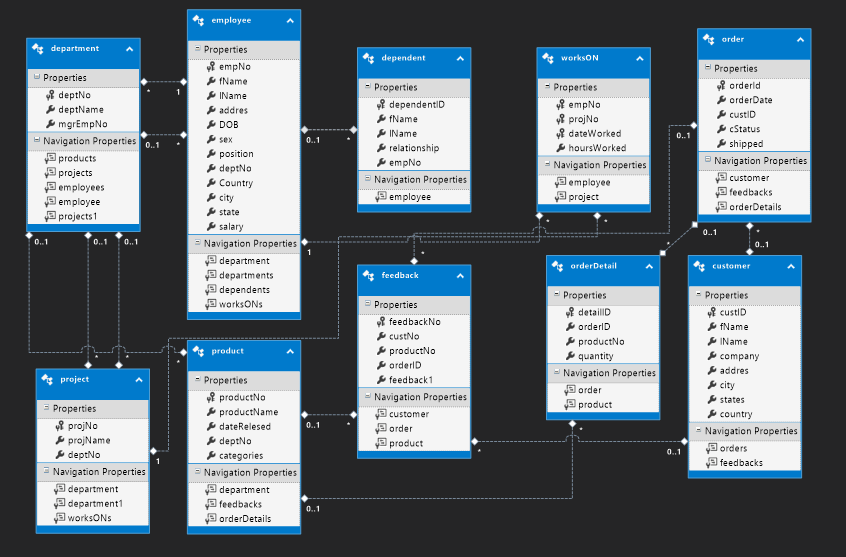 department
Properties
deptNo
deptName
mgrEmpNo
Navigation Properties
products
projects
employees
employee
projects1
employee
Properties
empNo
fName
lName
addres
DOB
sex
position
deptNo
Country
city
state
salary
Navigation Properties
department
departments
dependents
worksONs
dependent
Properties
dependentID
fName
lName
relationship
empNo
Navigation Properties
employee
worksON
Properties
empNo
projNo
dateWorked
hoursWorked
Navigation Properties
employee
project
order
Properties
orderId
orderDate
custID
cStatus
shipped
Navigation Properties
customer
feedbacks
orderDetails
* 1
0..1 *
0..1 *
0..1
0..1 0..1 0..1
1
* *
*
* 0..1
*
0..1
project
Properties
projNo
projName
deptNo
Navigation Properties
department
department1
worksONs
product
Properties
productNo
productName
dateRelesed
deptNo
categories
Navigation Properties
department
feedbacks
orderDetails
feedback
Properties
feedbackNo
custNo
productNo
orderID
feedback1
Navigation Properties
customer
order
product
orderDetail
Properties
detailID
orderID
productNo
quantity
Navigation Properties
order
product
customer
Properties
custID
fName
lName
company
addres
city
states
country
Navigation Properties
orders
feedbacks
* *
*
1
0..1 *
* 0..1
*
0..1